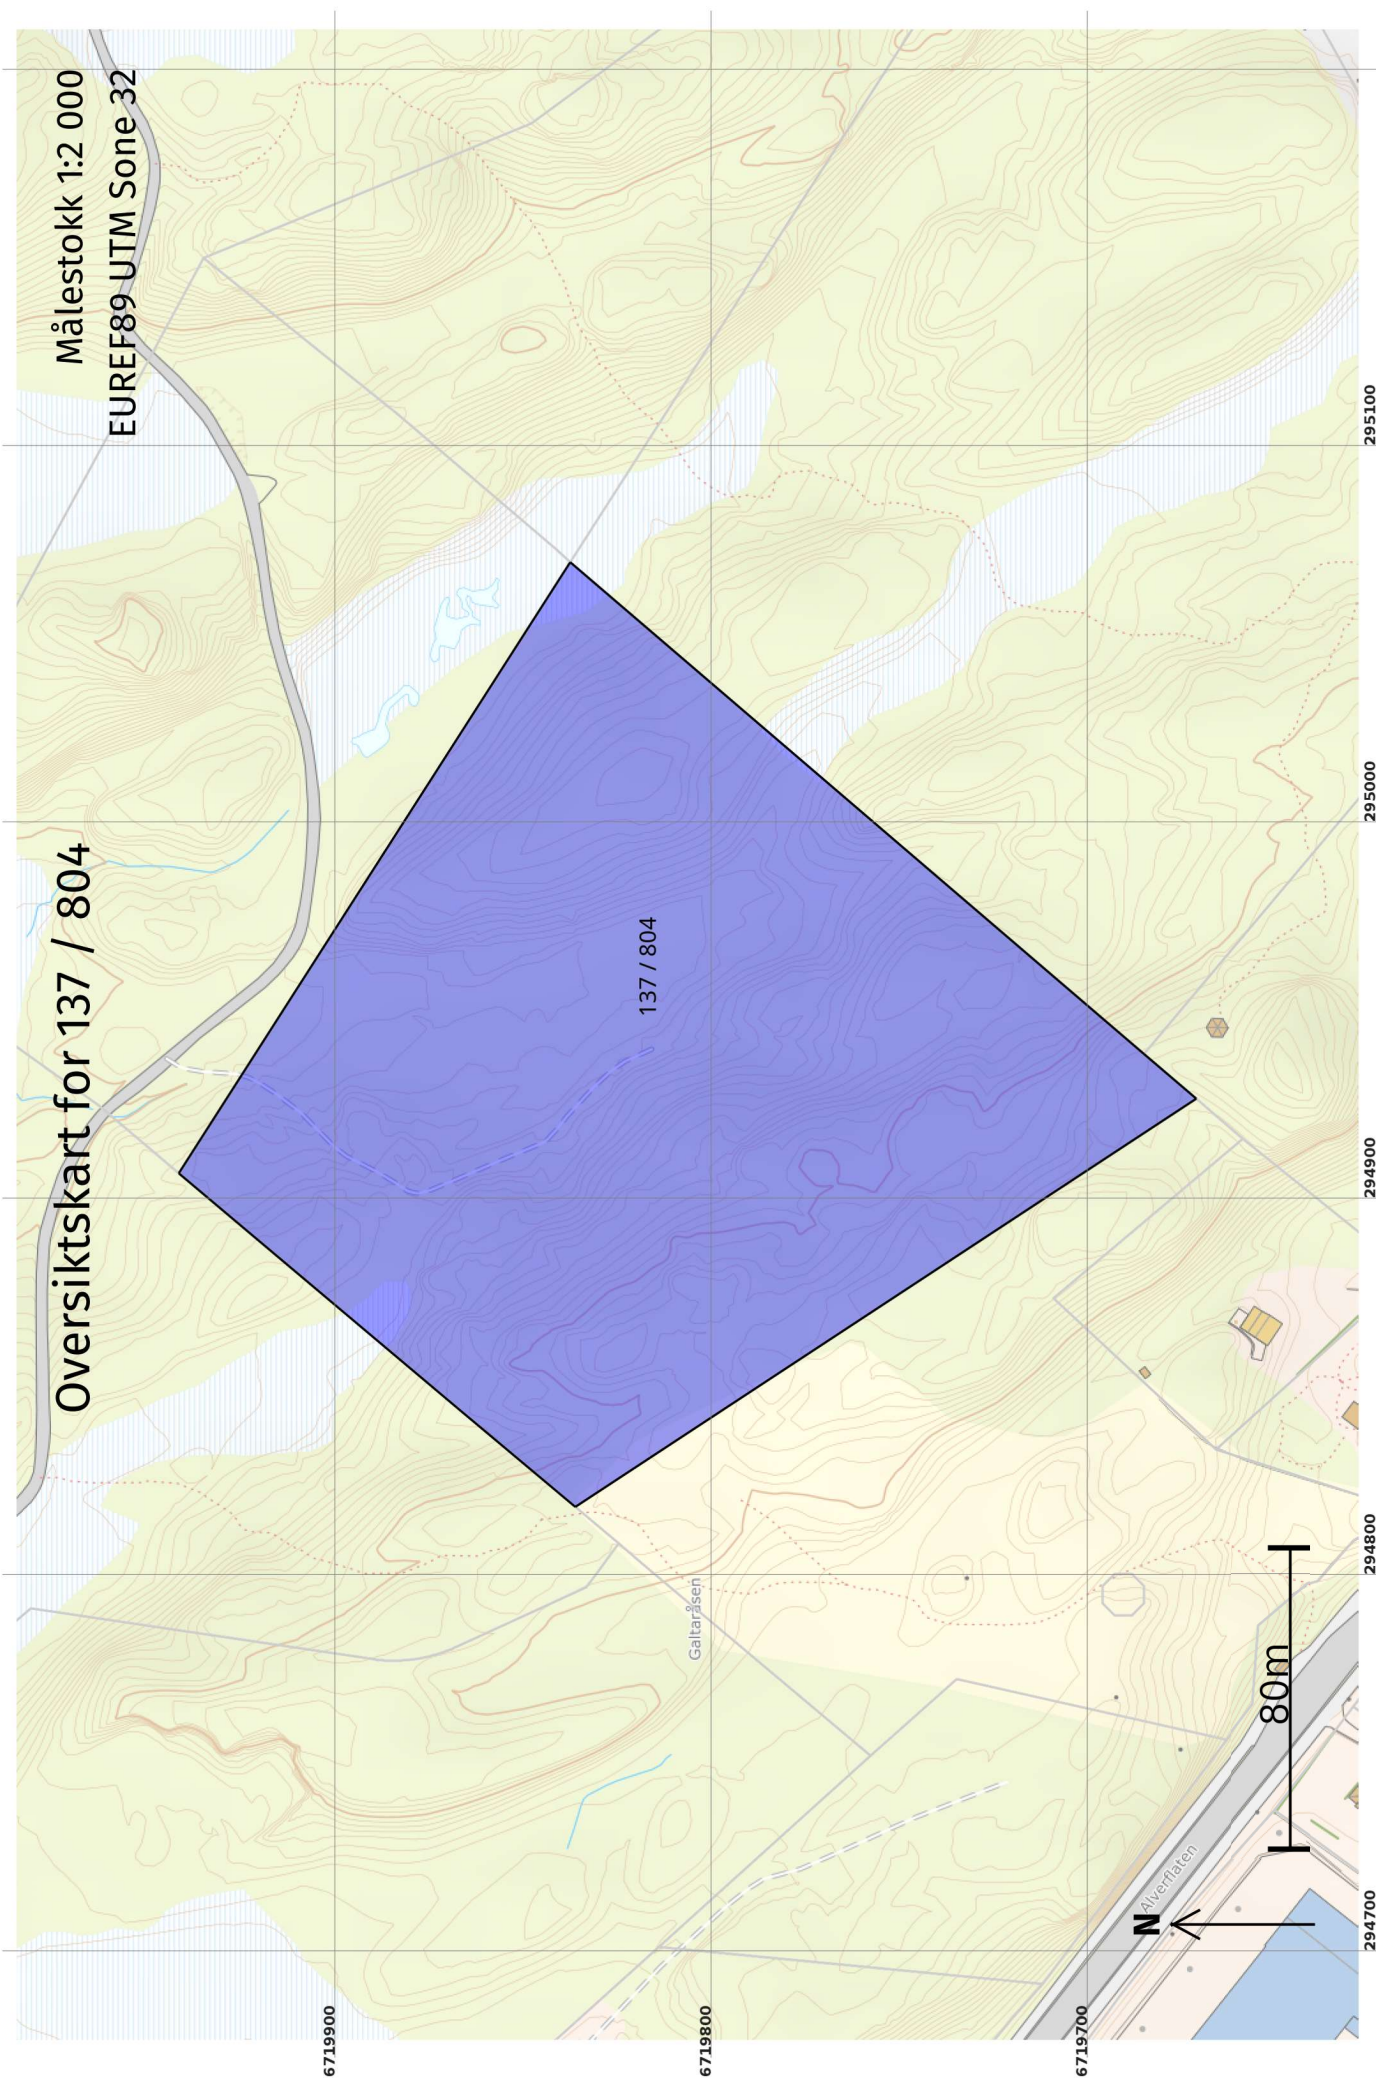 Oversiktskart for 137 / 804
Målestokk 1:2 000
EUREF89 UTM Sone 32
137 / 804
Galtaråsen
Alverflaten
N
80m
6719900
6719800
6719700
294700
294800
294900
295000
295100